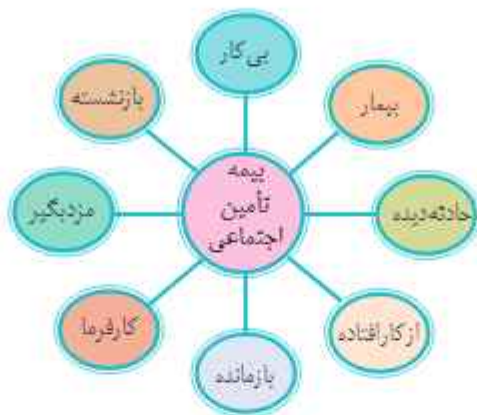 بی‌کار
بازنشسته
بیمار
بیمه
تأمین
اجتماعی
مزدبگیر
حادثه‌دیده
کارفرما
ازکارافتاده
بازمانده